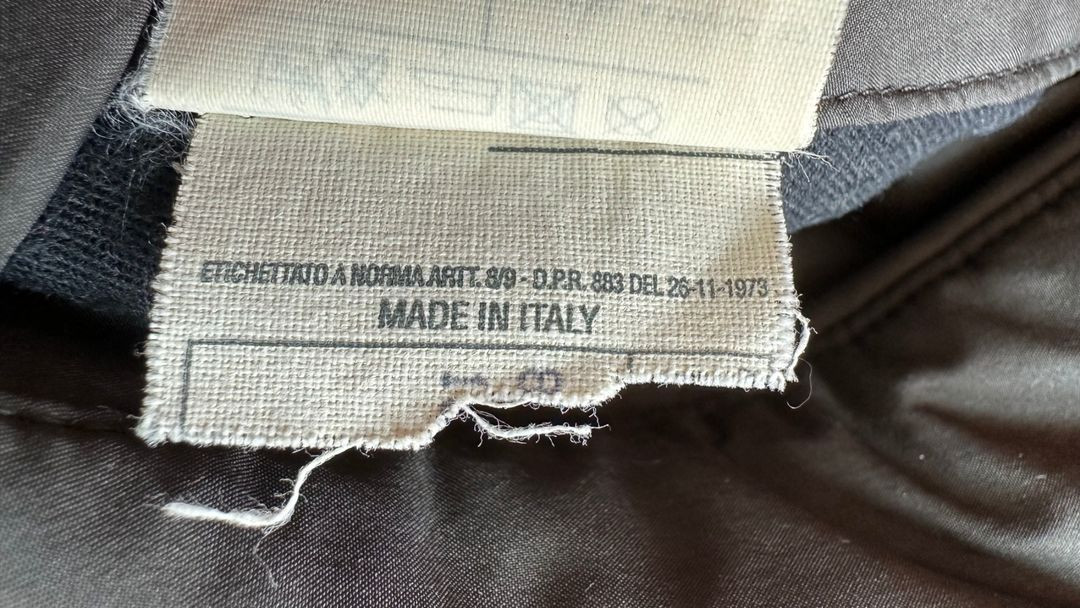 ETICHETTATO A NORMA ARTT. 8/9 - D.P.R. 883 DEL 26-11-1973
MADE IN ITALY